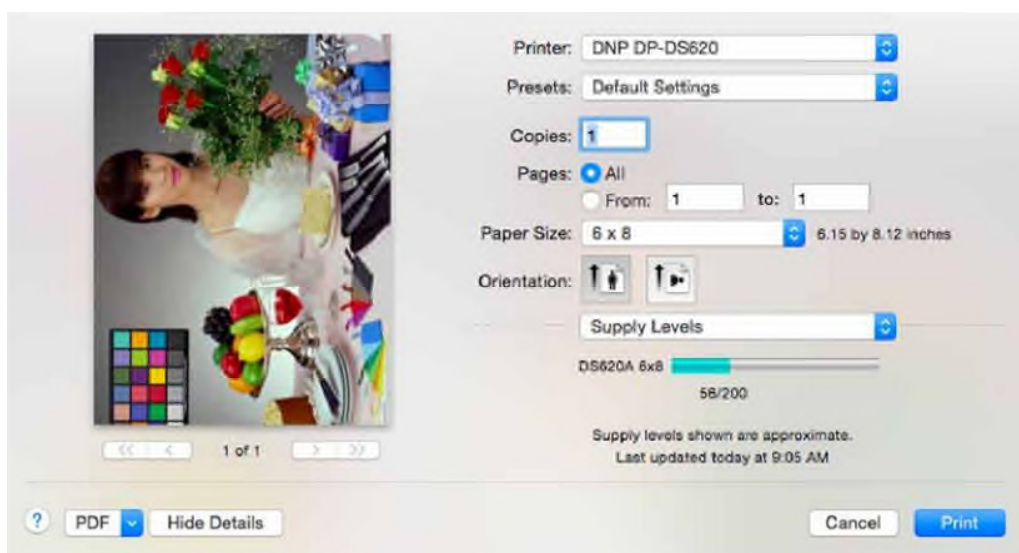 Printer: DNP DP-DS620
Presets: Default Settings
Copies: 1
Pages: All
From: 1 to: 1
Paper Size: 6 x 8 6.15 by 8.12 inches
Orientation:
Supply Levels
DS620A 6x8
56/200
Supply levels shown are approximate.
Last updated today at 9:05 AM
<< < 1 of 1 > >>
? PDF Hide Details Cancel Print